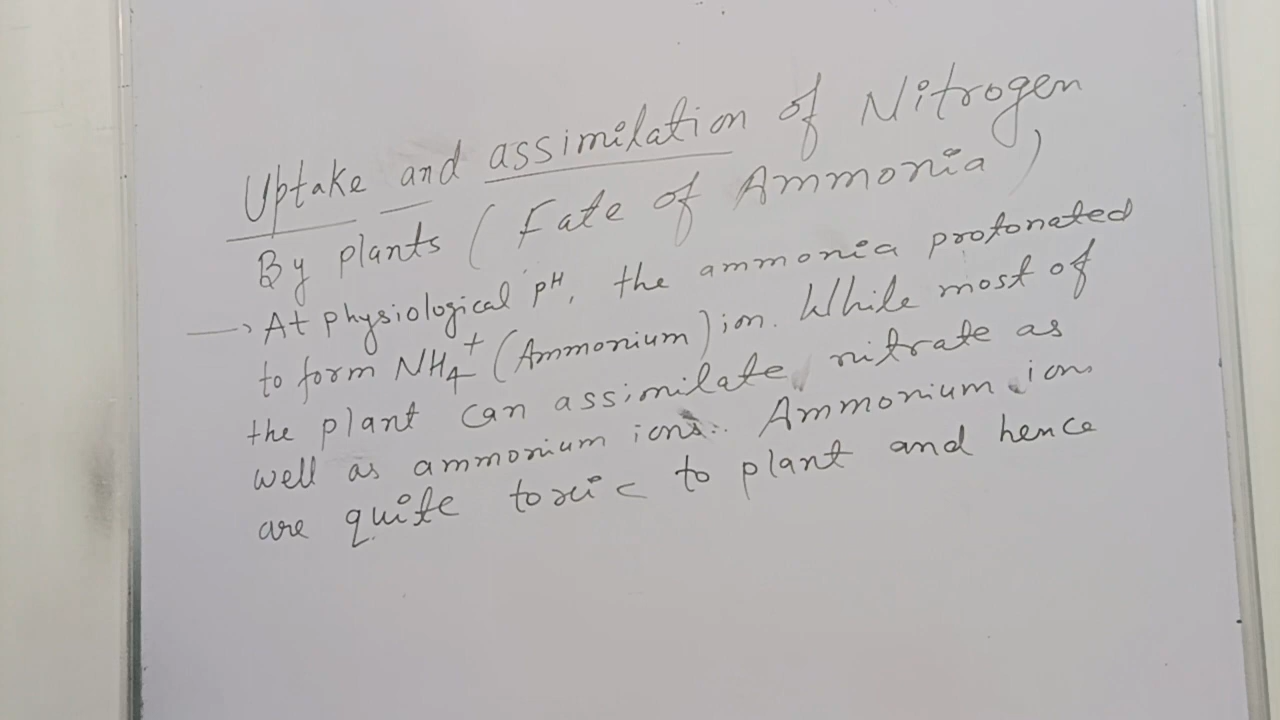 Uptake and assimilation of Nitrogen
By plants (Fate of Ammonia)
→ At physiological pH, the ammonia protonated
to form NH₄⁺ (Ammonium) ion. While most of
the plant can assimilate nitrate as
well as ammonium ions. Ammonium ions
are quite toxic to plant and hence